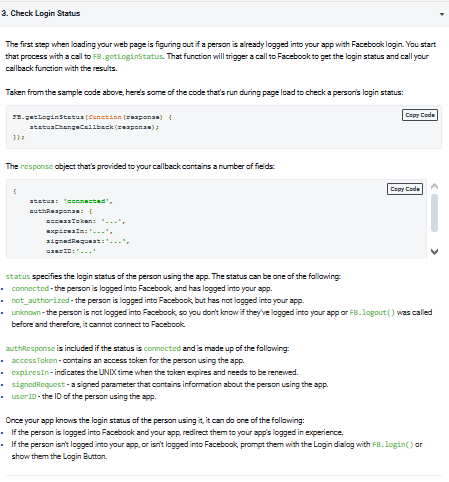 3. Check Login Status
The first step when loading your web page is figuring out if a person is already logged into your app with Facebook login. You start
that process with a call to FB.getLoginStatus. That function will trigger a call to Facebook to get the login status and call your
callback function with the results.
Taken from the sample code above, here's some of the code that's run during page load to check a person's login status:
Copy Code
FB.getLoginStatus(function(response) {
statusChangeCallback(response);
});
The response object that's provided to your callback contains a number of fields:
Copy Code
{
status: 'connected',
authResponse: {
accessToken: '...',
expiresIn:'...',
signedRequest:'...',
userID:'...'
status specifies the login status of the person using the app. The status can be one of the following:
• connected - the person is logged into Facebook, and has logged into your app.
• not_authorized - the person is logged into Facebook, but has not logged into your app.
• unknown - the person is not logged into Facebook, so you don't know if they've logged into your app or FB.logout() was called
before and therefore, it cannot connect to Facebook.
authResponse is included if the status is connected and is made up of the following:
• accessToken - contains an access token for the person using the app.
• expiresIn - indicates the UNIX time when the token expires and needs to be renewed.
• signedRequest - a signed parameter that contains information about the person using the app.
• userID - the ID of the person using the app.
Once your app knows the login status of the person using it, it can do one of the following:
• If the person is logged into Facebook and your app, redirect them to your app's logged in experience.
• If the person isn't logged into your app, or isn't logged into Facebook, prompt them with the Login dialog with FB.login() or
show them the Login Button.